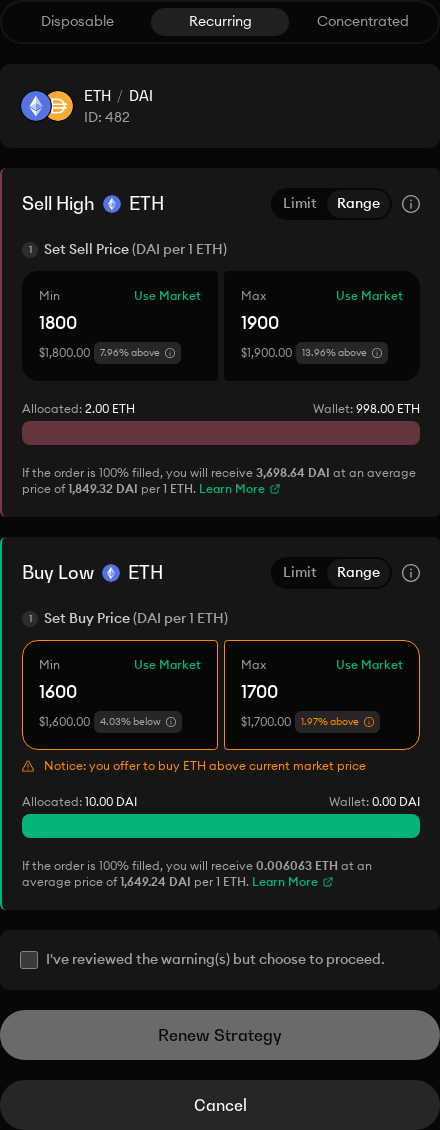 Disposable Recurring Concentrated
ETH / DAI
ID: 482
Sell High ETH Limit Range
1 Set Sell Price (DAI per 1 ETH)
Min Use Market Max Use Market
1800 1900
$1,800.00 7.96% above $1,900.00 13.96% above
Allocated: 2.00 ETH Wallet: 998.00 ETH
If the order is 100% filled, you will receive 3,698.64 DAI at an average
price of 1,849.32 DAI per 1 ETH. Learn More
Buy Low ETH Limit Range
1 Set Buy Price (DAI per 1 ETH)
Min Use Market Max Use Market
1600 1700
$1,600.00 4.03% below $1,700.00 1.97% above
Notice: you offer to buy ETH above current market price
Allocated: 10.00 DAI Wallet: 0.00 DAI
If the order is 100% filled, you will receive 0.006063 ETH at an
average price of 1,649.24 DAI per 1 ETH. Learn More
I've reviewed the warning(s) but choose to proceed.
Renew Strategy
Cancel